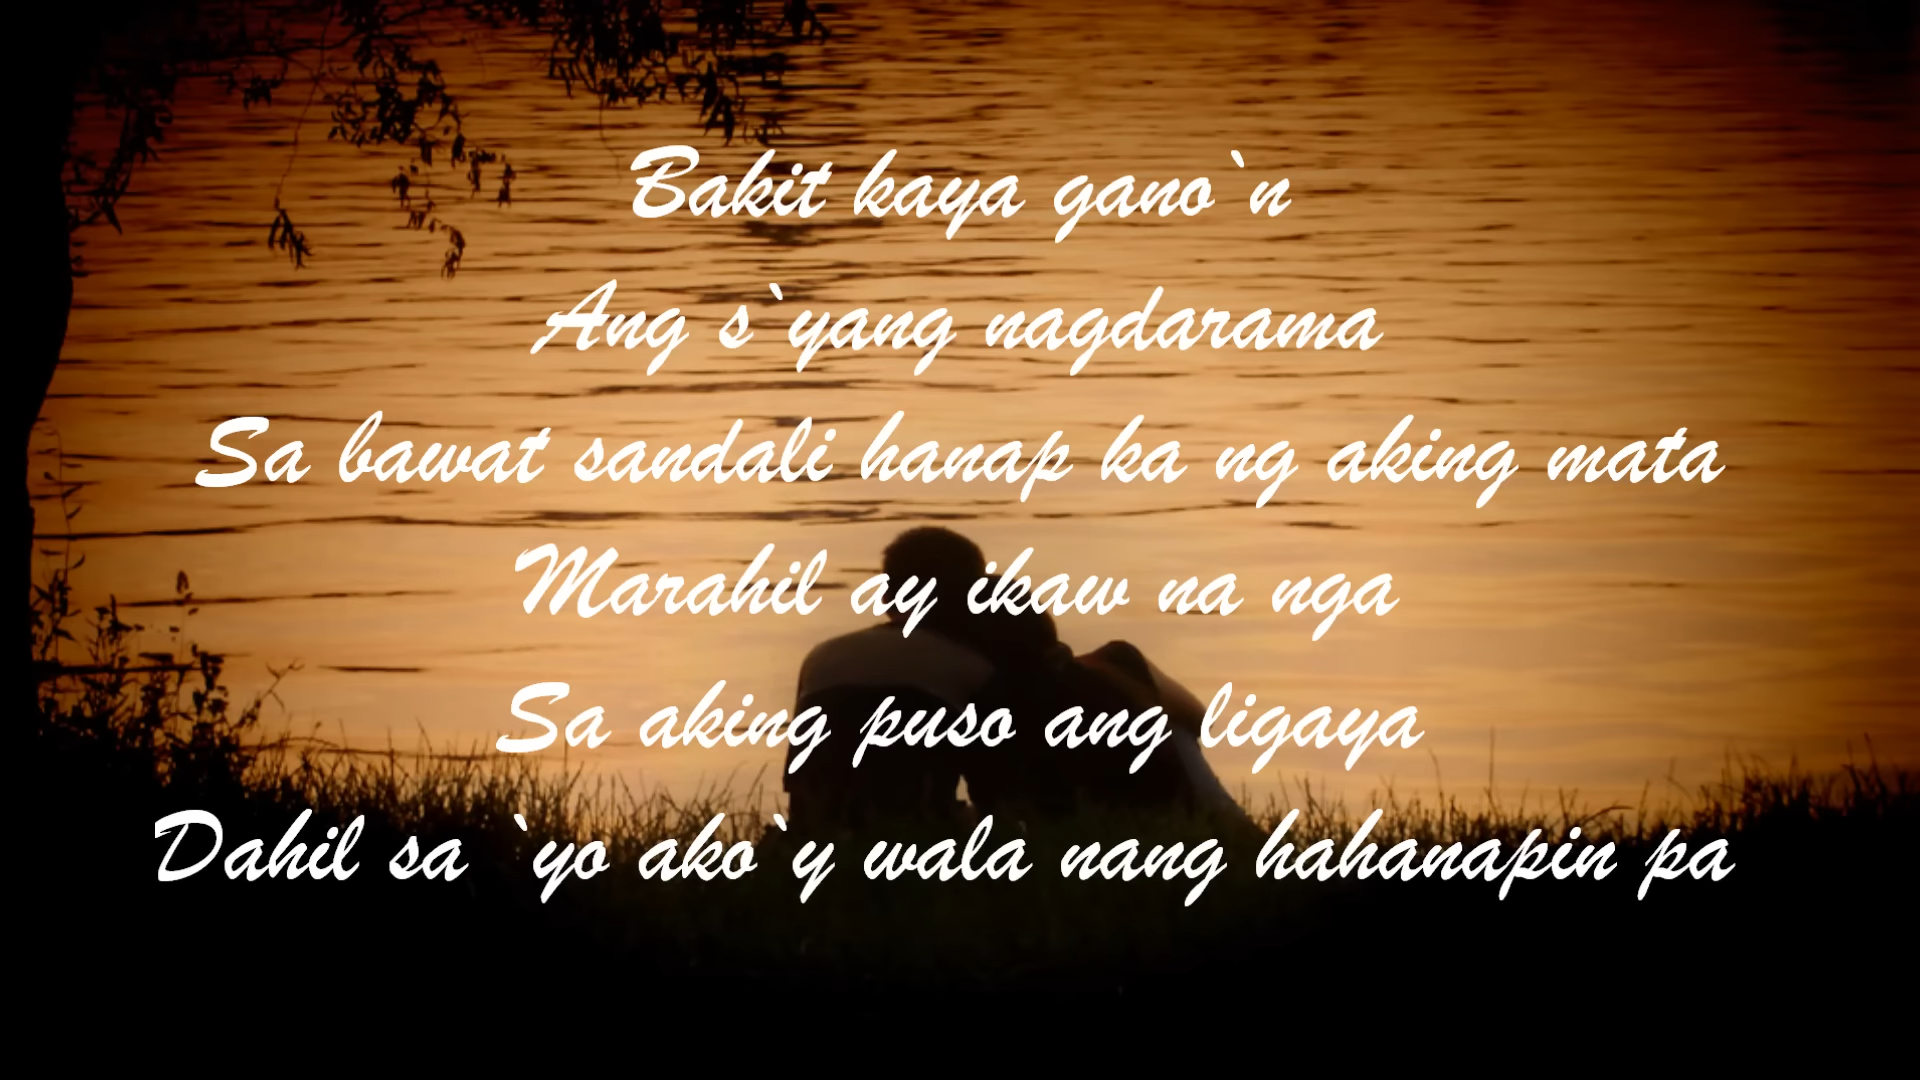 Bakit kaya gano`n
Ang s`yang nagdarama
Sa bawat sandali hanap ka ng aking mata
Marahil ay ikaw na nga
Sa aking puso ang ligaya
Dahil sa `yo ako`y wala nang hahanapin pa